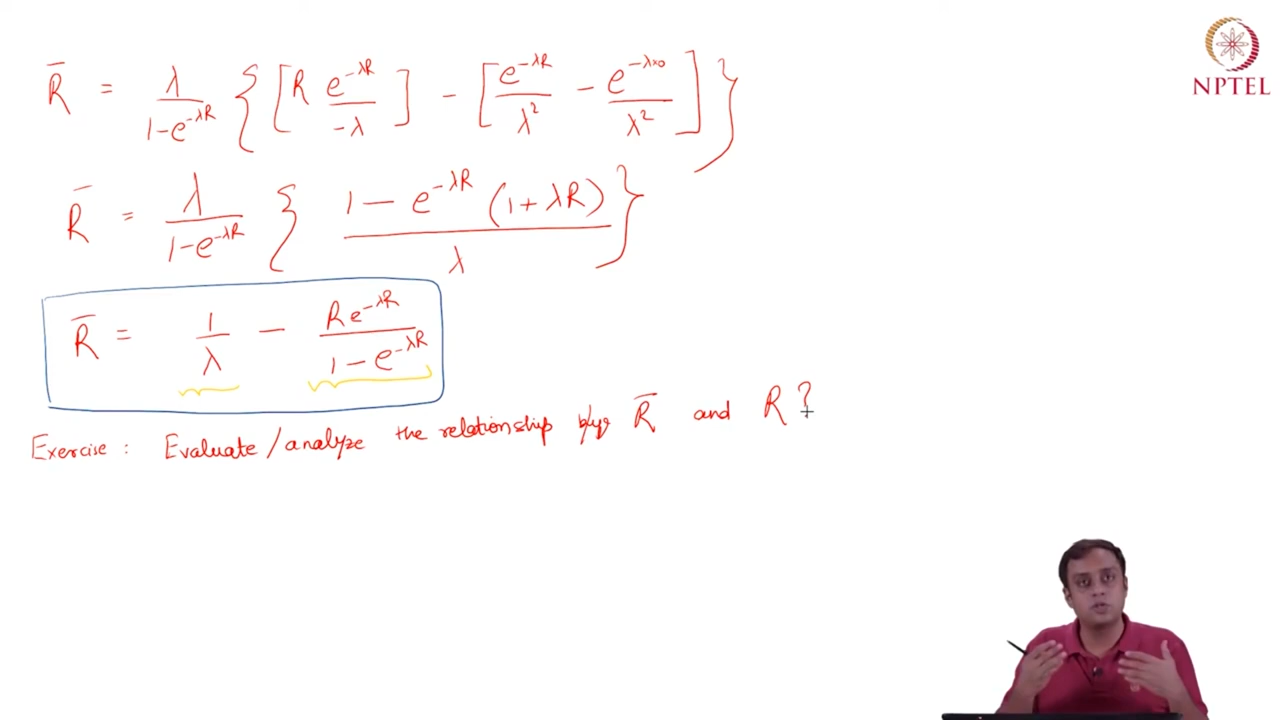 NPTEL
R̄ = λ/(1-e^{-λR}) { [ R e^{-λR}/-λ ] - [ e^{-λR}/λ² - e^{-λ×0}/λ² ] }
R̄ = λ/(1-e^{-λR}) { 1 - e^{-λR} (1+λR) / λ }
R̄ = 1/λ - R e^{-λR}/(1-e^{-λR})
Exercise : Evaluate/analyze the relationship R̄ and R?